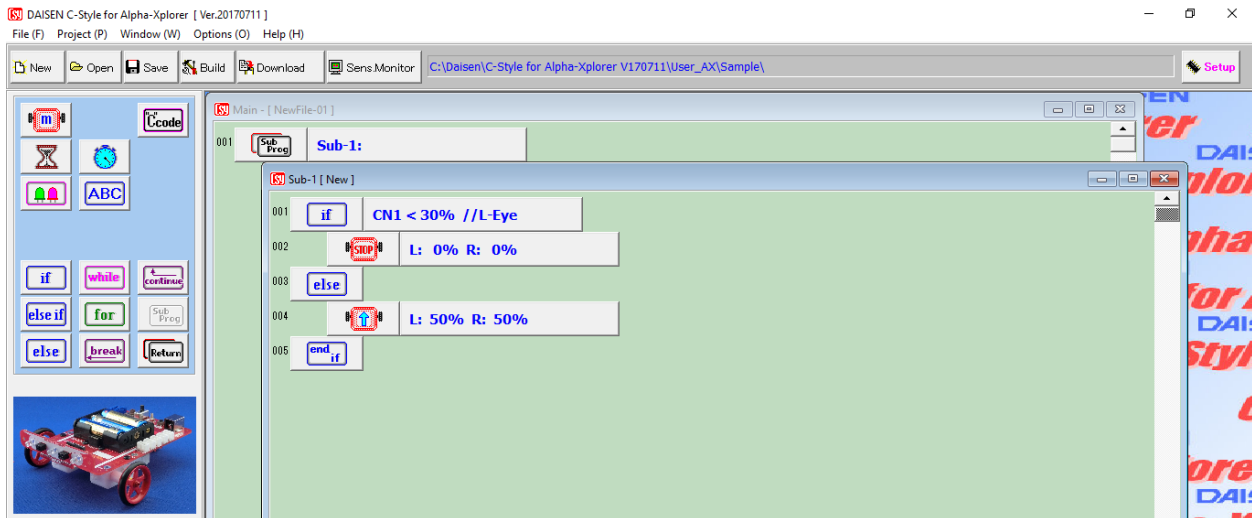 DAISEN C-Style for Alpha-Xplorer [ Ver.20170711 ]
File (F) Project (P) Window (W) Options (O) Help (H)
New Open Save Build Download Sens.Monitor C:\Daisen\C-Style for Alpha-Xplorer V170711\User_AX\Sample\ Setup
m "C"code
ABC
if while continue
else if for Sub Prog
else break Return
Main - [ NewFile-01 ]
001 Sub Prog Sub-1:
Sub-1 [ New ]
001 if CN1 < 30% //L-Eye
002 STOP L: 0% R: 0%
003 else
004 L: 50% R: 50%
005 end if